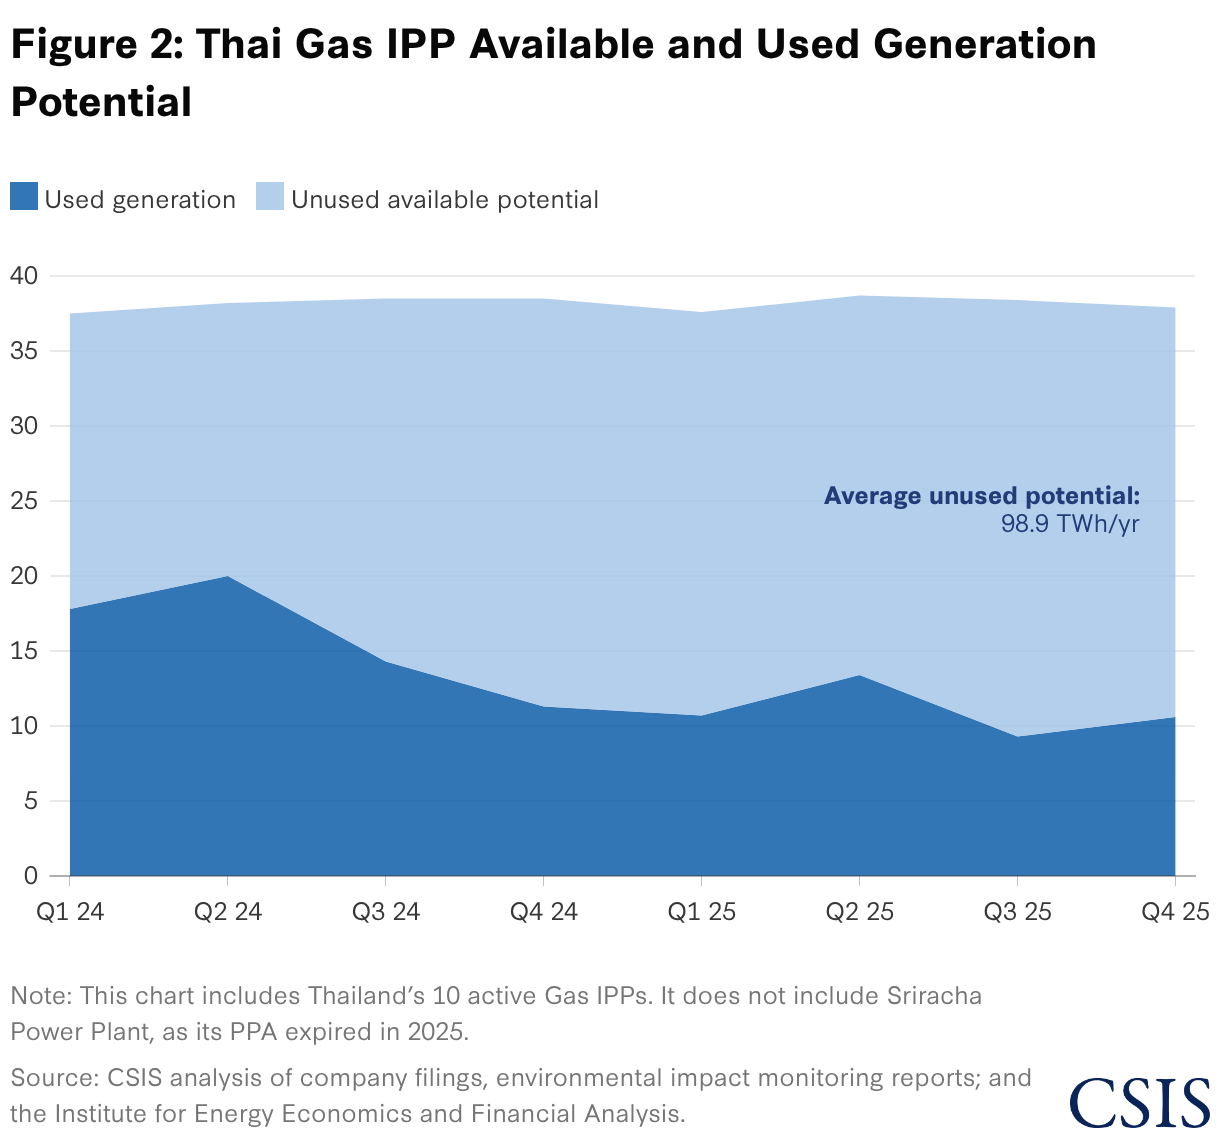 Figure 2: Thai Gas IPP Available and Used Generation
Potential
Used generation
Unused available potential
40
35
30
25
20
15
10
5
0
Average unused potential:
98.9 TWh/yr
Q1 24
Q2 24
Q3 24
Q4 24
Q1 25
Q2 25
Q3 25
Q4 25
Note: This chart includes Thailand’s 10 active Gas IPPs. It does not include Sriracha
Power Plant, as its PPA expired in 2025.
Source: CSIS analysis of company filings, environmental impact monitoring reports; and
the Institute for Energy Economics and Financial Analysis.
CSIS